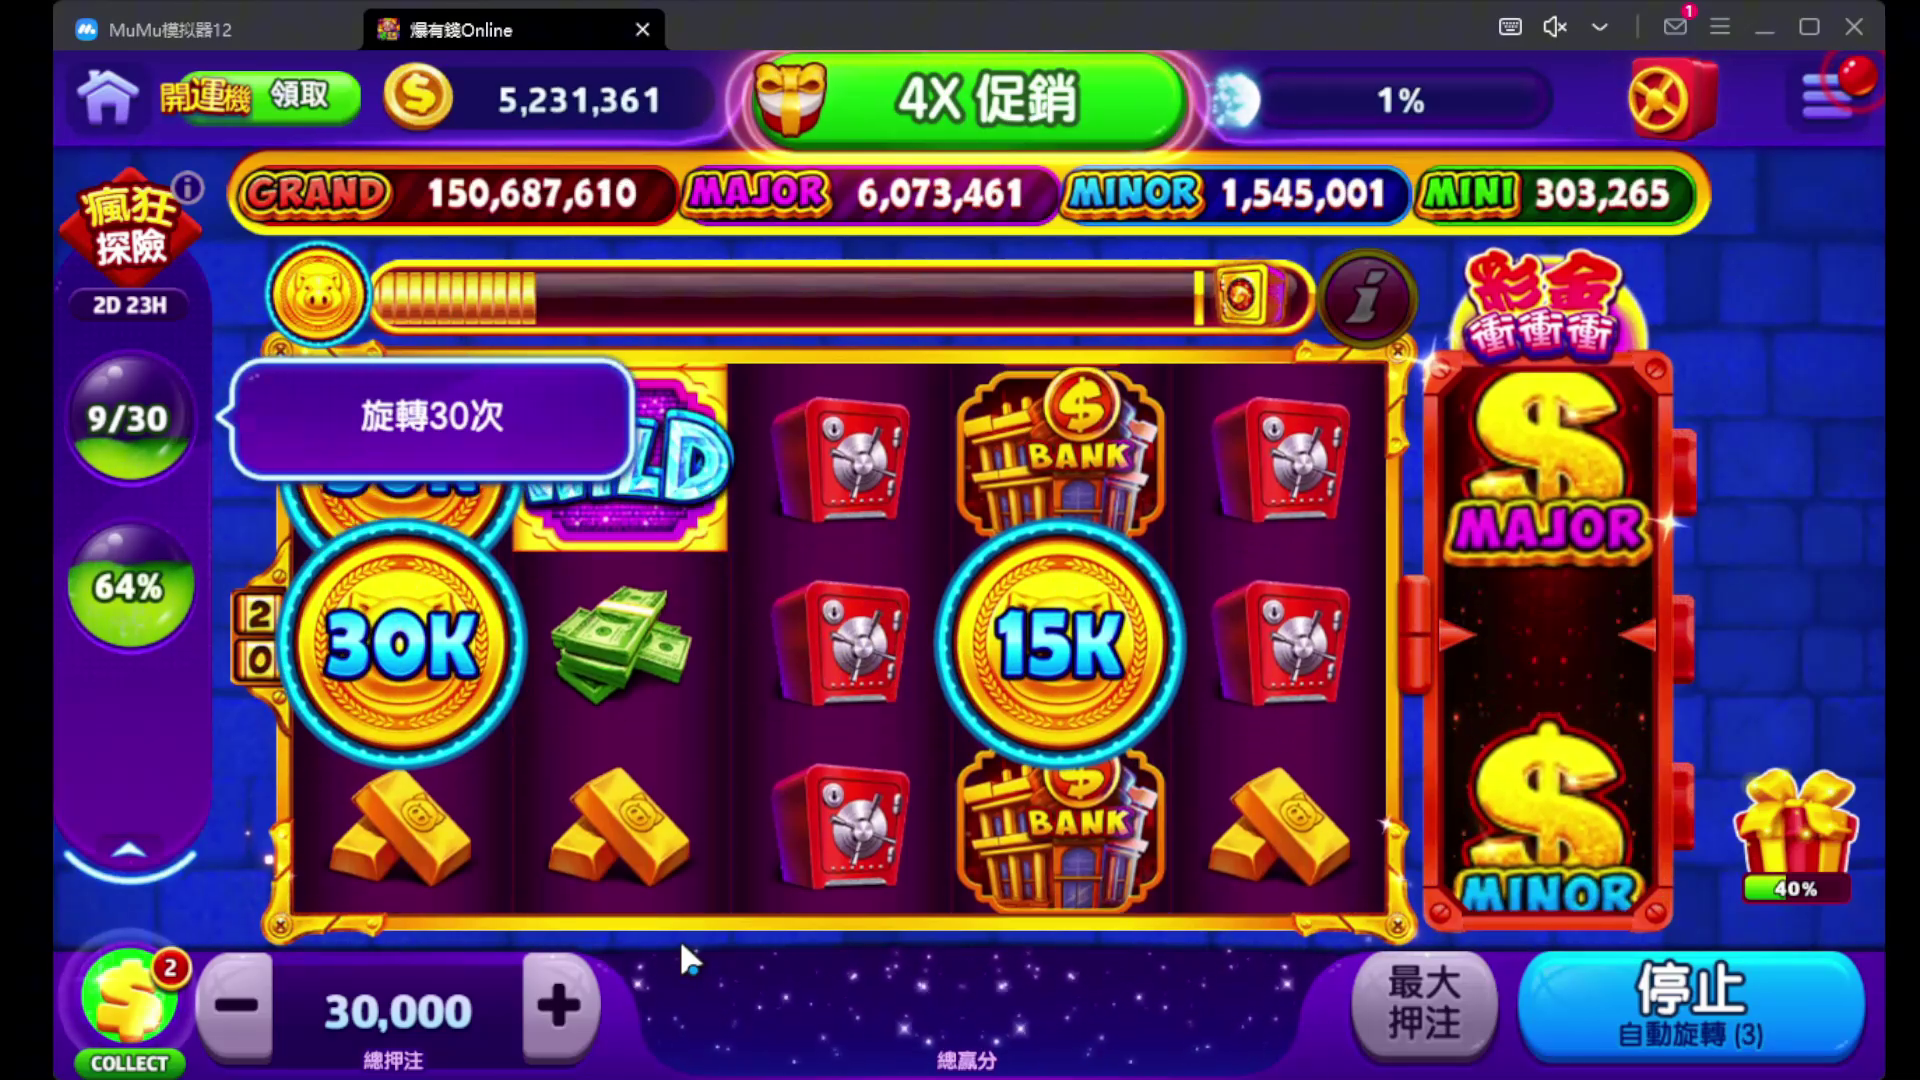 MuMu模拟器12
爆有錢Online
1
開運機
領取
5,231,361
4X 促銷
1%
GRAND 150,687,610
MAJOR 6,073,461
MINOR 1,545,001
MINI 303,265
瘋狂
探險
2D 23H
彩金
衝衝衝
9/30
旋轉30次
WILD
BANK
BANK
MAJOR
MINOR
64%
2
0
30K
15K
40%
2
COLLECT
30,000
總押注
總贏分
最大
押注
停止
自動旋轉 (3)